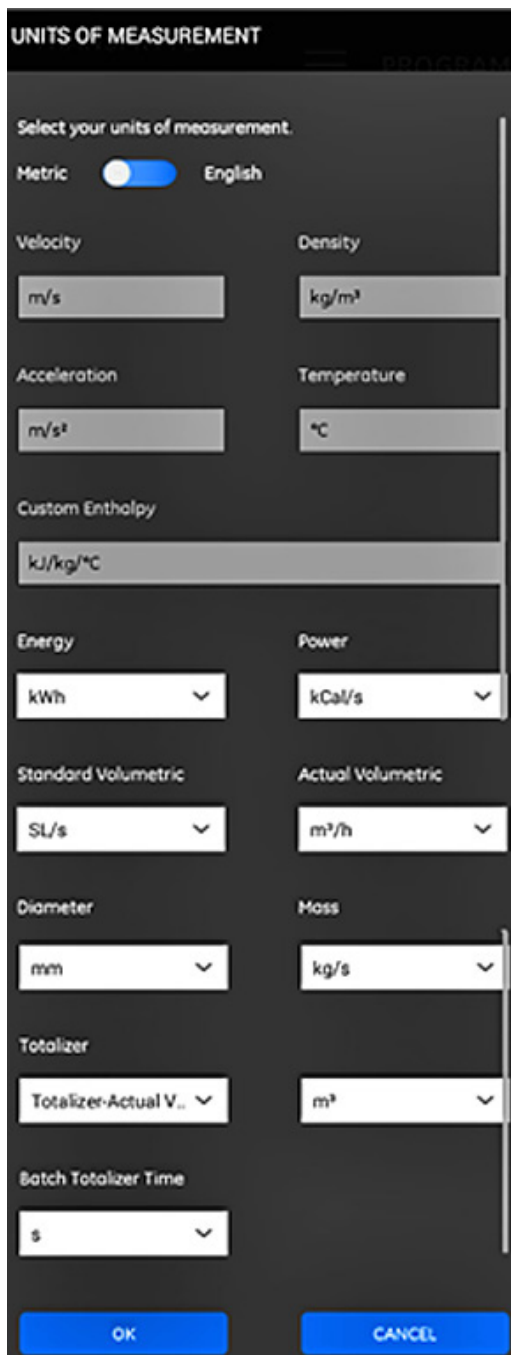 UNITS OF MEASUREMENT
PROGRAM
Select your units of measurement.
Metric English
Velocity Density
m/s kg/m³
Acceleration Temperature
m/s² °C
Custom Enthalpy
kJ/kg/°C
Energy Power
kWh kCal/s
Standard Volumetric Actual Volumetric
SL/s m³/h
Diameter Mass
mm kg/s
Totalizer
Totalizer-Actual V.. m³
Batch Totalizer Time
s
OK CANCEL